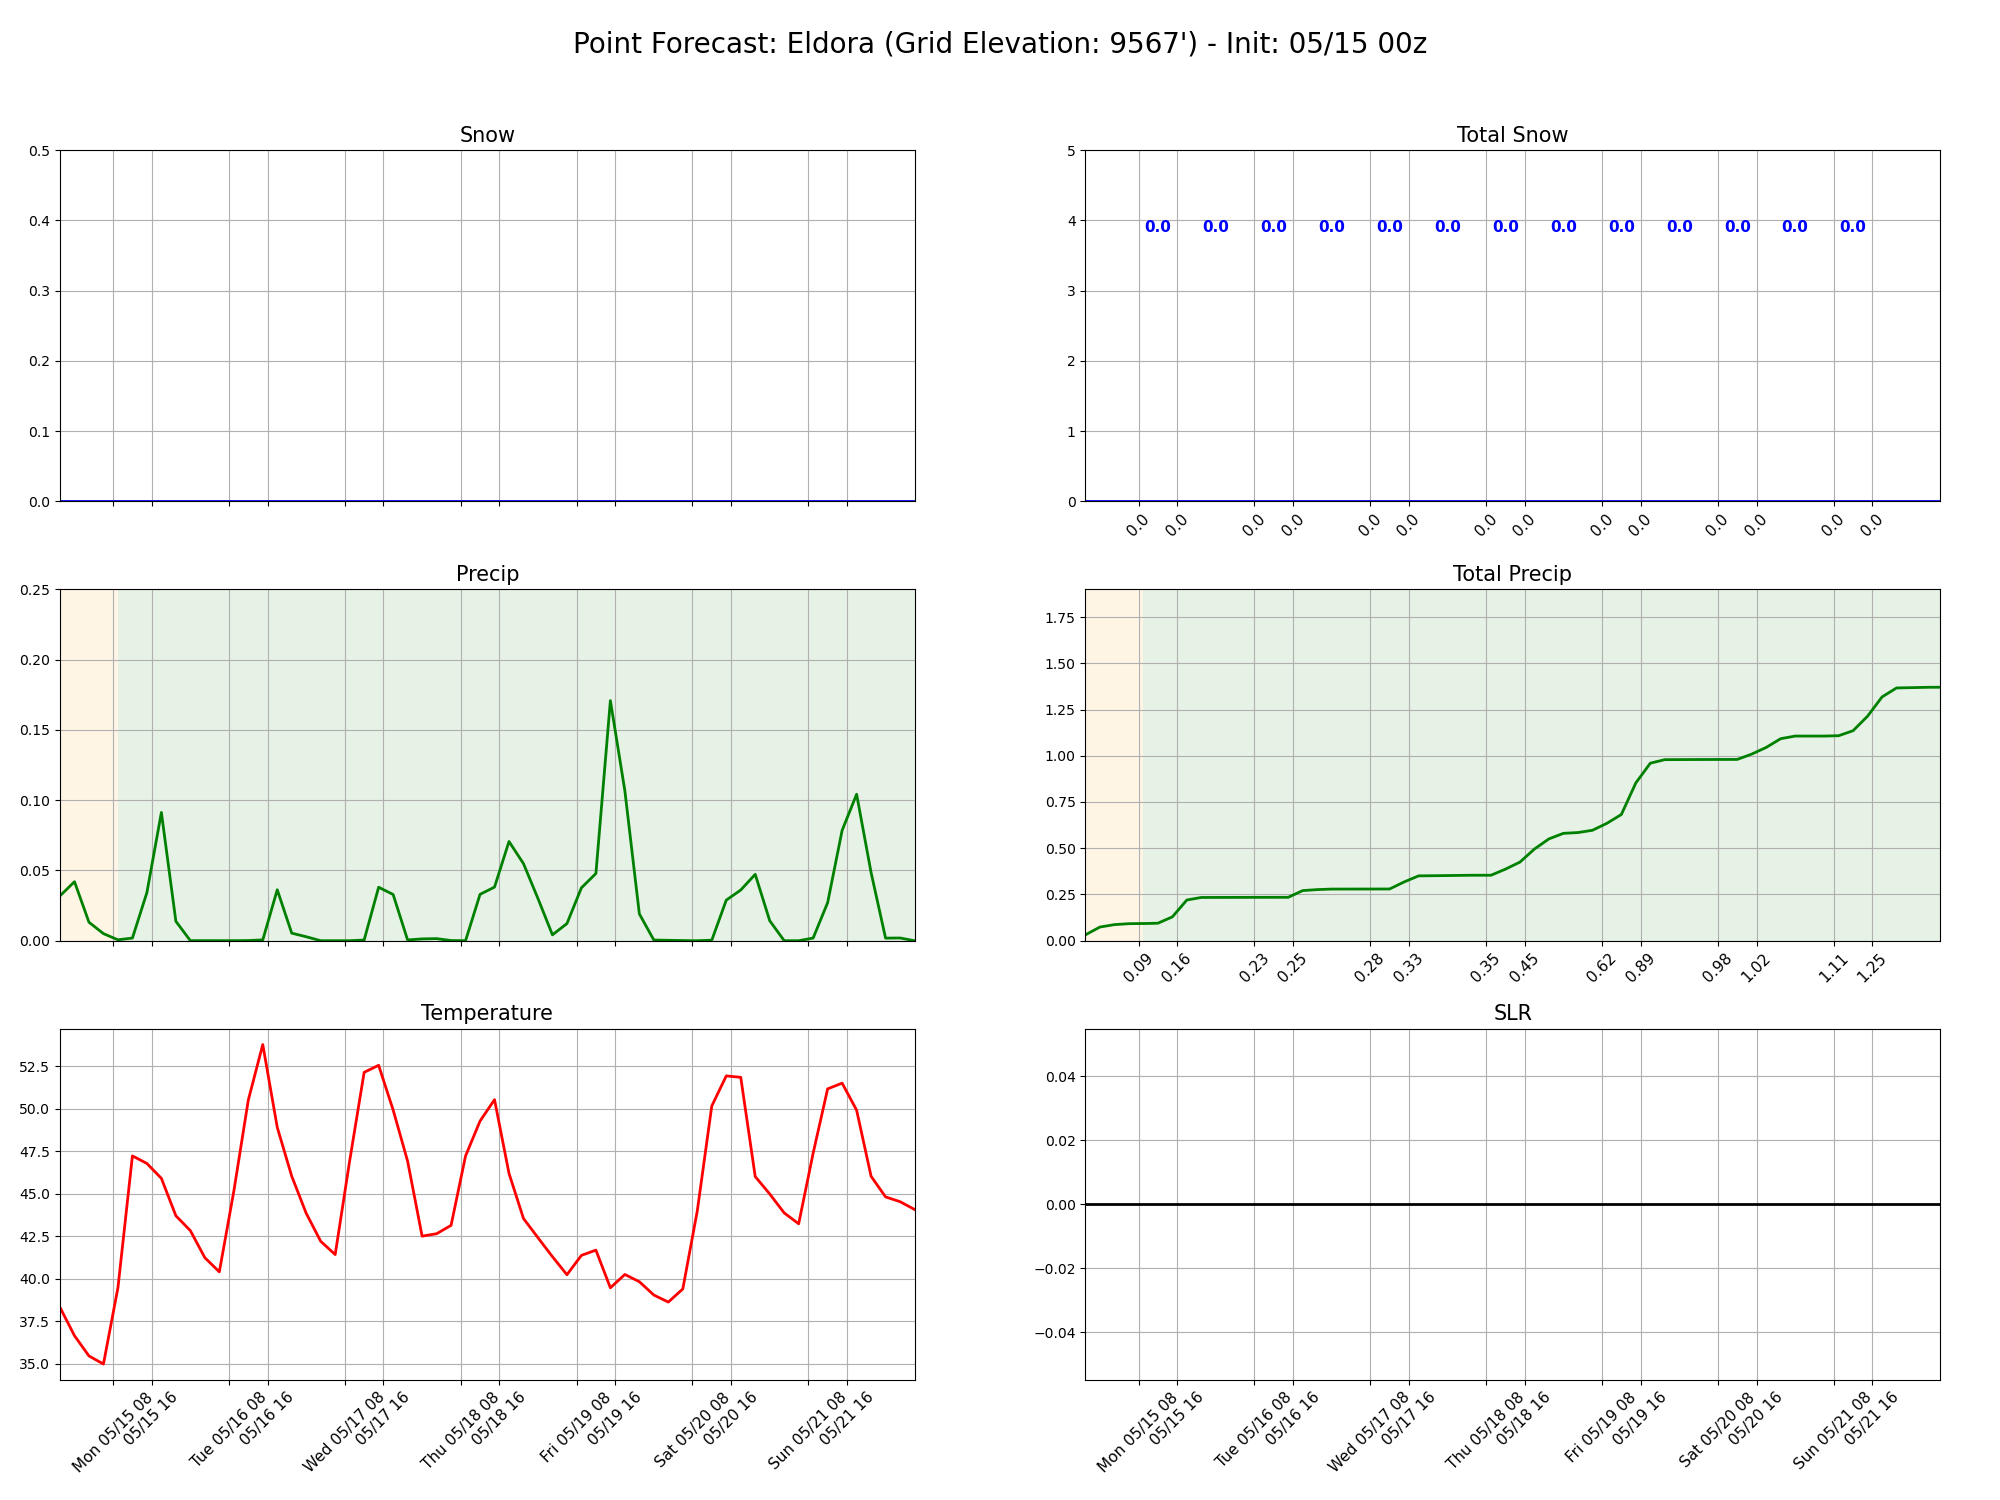 Point Forecast: Eldora (Grid Elevation: 9567') - Init: 05/15 00z
Snow
0.5
0.4
0.3
0.2
0.1
0.0
Total Snow
5
4
3
2
1
0
0.0 0.0 0.0 0.0 0.0 0.0 0.0 0.0 0.0 0.0 0.0 0.0 0.0
0.0 0.0 0.0 0.0 0.0 0.0 0.0 0.0 0.0 0.0 0.0 0.0 0.0 0.0
Precip
0.25
0.20
0.15
0.10
0.05
0.00
Total Precip
1.75
1.50
1.25
1.00
0.75
0.50
0.25
0.00
0.09 0.16 0.23 0.25 0.28 0.33 0.35 0.45 0.62 0.89 0.98 1.02 1.11 1.25
Temperature
52.5
50.0
47.5
45.0
42.5
40.0
37.5
35.0
Mon 05/15 08
05/15 16
Tue 05/16 08
05/16 16
Wed 05/17 08
05/17 16
Thu 05/18 08
05/18 16
Fri 05/19 08
05/19 16
Sat 05/20 08
05/20 16
Sun 05/21 08
05/21 16
SLR
0.04
0.02
0.00
−0.02
−0.04
Mon 05/15 08
05/15 16
Tue 05/16 08
05/16 16
Wed 05/17 08
05/17 16
Thu 05/18 08
05/18 16
Fri 05/19 08
05/19 16
Sat 05/20 08
05/20 16
Sun 05/21 08
05/21 16